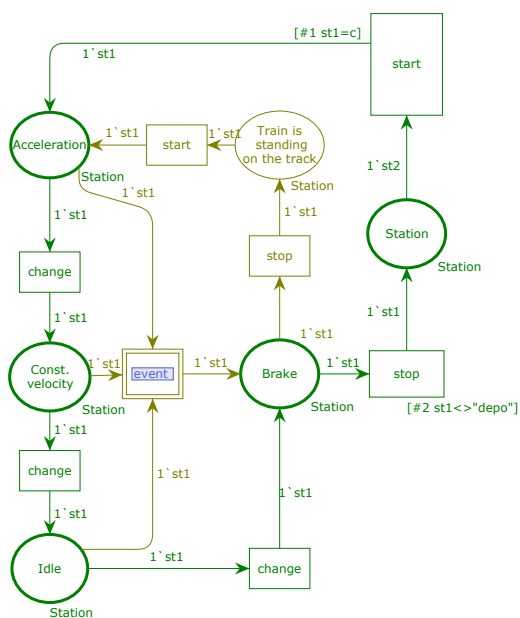 [#1 st1=c]
1`st1
start
1`st1
start
1`st1
Train is
standing
on the track
Acceleration
1`st2
Station
1`st1
Station
1`st1
1`st1
Station
Station
stop
change
1`st1
1`st1
1`st1
1`st1
1`st1
1`st1
Const.
velocity
event
Brake
stop
Station
Station
[#2 st1<>"depo"]
1`st1
change
1`st1
1`st1
1`st1
1`st1
Idle
change
Station